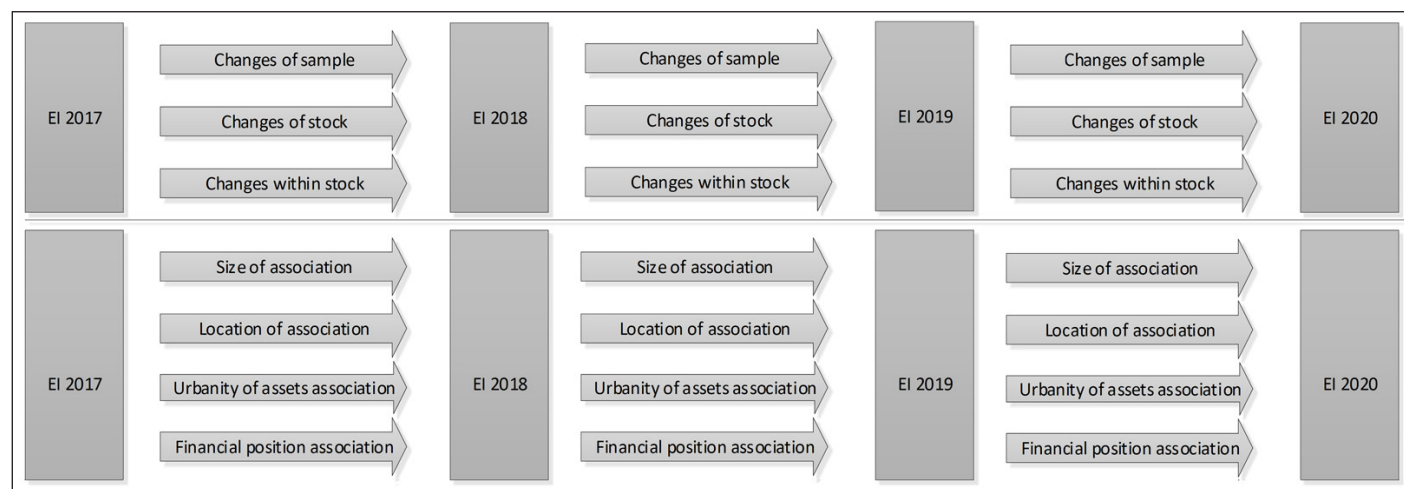 EI 2017
Changes of sample
Changes of stock
Changes within stock
EI 2018
Changes of sample
Changes of stock
Changes within stock
EI 2019
Changes of sample
Changes of stock
Changes within stock
EI 2020
EI 2017
Size of association
Location of association
Urbanity of assets association
Financial position association
EI 2018
Size of association
Location of association
Urbanity of assets association
Financial position association
EI 2019
Size of association
Location of association
Urbanity of assets association
Financial position association
EI 2020